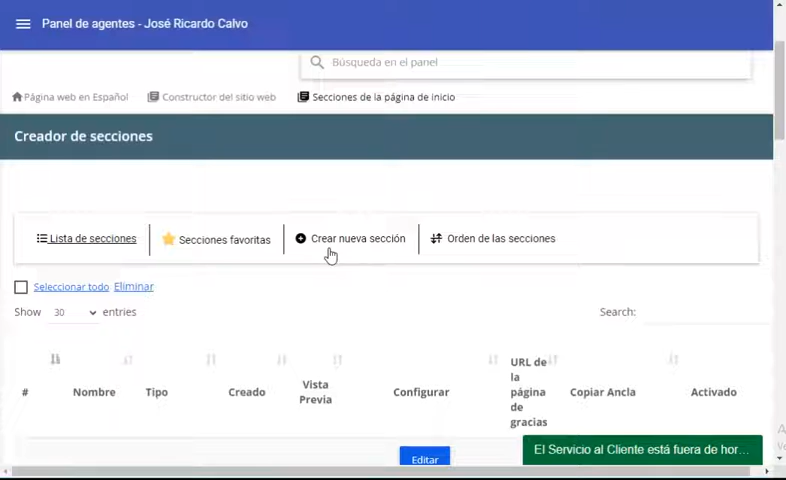 Panel de agentes - José Ricardo Calvo
Búsqueda en el panel
Página web en Español
Constructor del sitio web
Secciones de la página de inicio
Creador de secciones
Lista de secciones
Secciones favoritas
Crear nueva sección
Orden de las secciones
Seleccionar todo Eliminar
Show 30 entries
Search:
#
Nombre
Tipo
Creado
Vista
Previa
Configurar
URL de
la
página
de
gracias
Copiar Ancla
Activado
Editar
El Servicio al Cliente está fuera de hor...